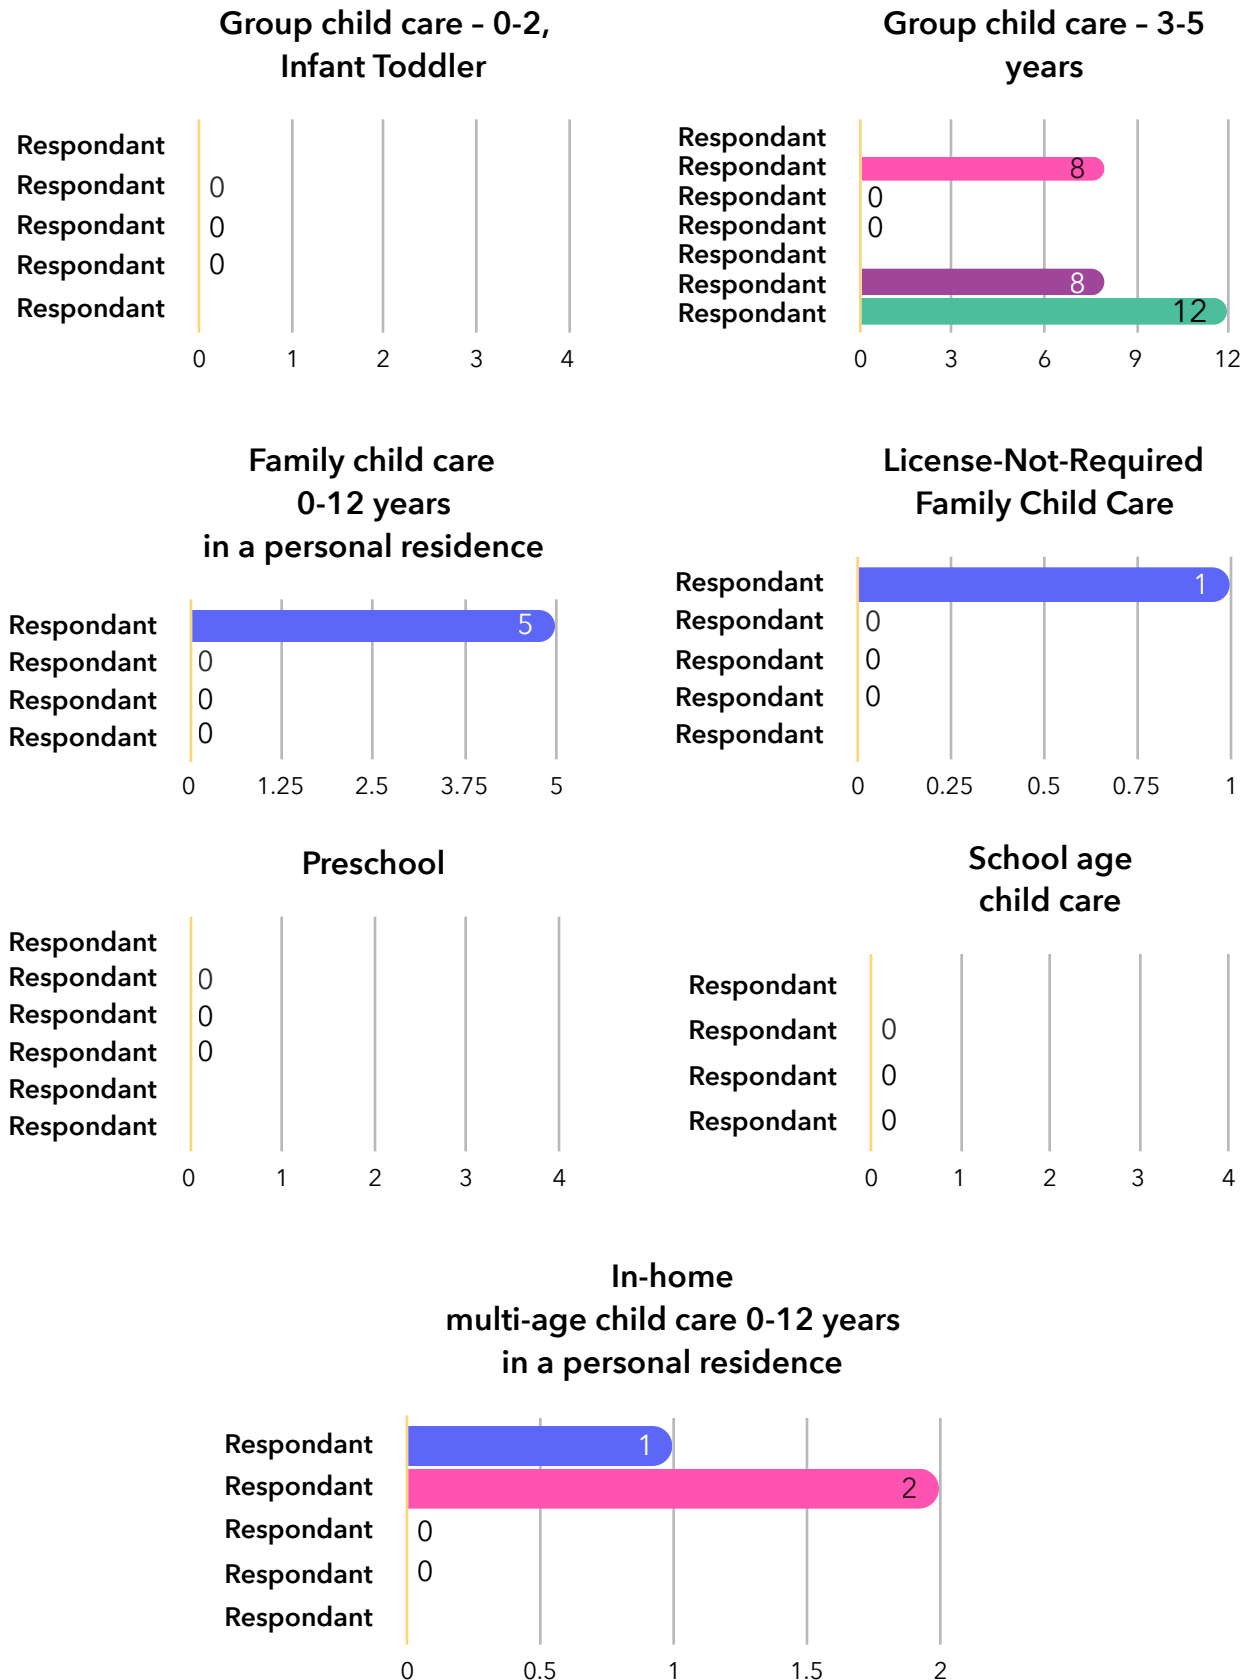 Group child care – 0-2,
Infant Toddler
Respondant
Respondant 0
Respondant 0
Respondant 0
Respondant
0 1 2 3 4
Group child care – 3-5
years
Respondant
Respondant 8
Respondant 0
Respondant 0
Respondant
Respondant 8
Respondant 12
0 3 6 9 12
Family child care
0-12 years
in a personal residence
Respondant 5
Respondant 0
Respondant 0
Respondant 0
0 1.25 2.5 3.75 5
License-Not-Required
Family Child Care
Respondant 1
Respondant 0
Respondant 0
Respondant 0
Respondant
0 0.25 0.5 0.75 1
Preschool
Respondant
Respondant 0
Respondant 0
Respondant 0
Respondant
Respondant
0 1 2 3 4
School age
child care
Respondant
Respondant 0
Respondant 0
Respondant 0
0 1 2 3 4
In-home
multi-age child care 0-12 years
in a personal residence
Respondant 1
Respondant 2
Respondant 0
Respondant 0
Respondant
0 0.5 1 1.5 2